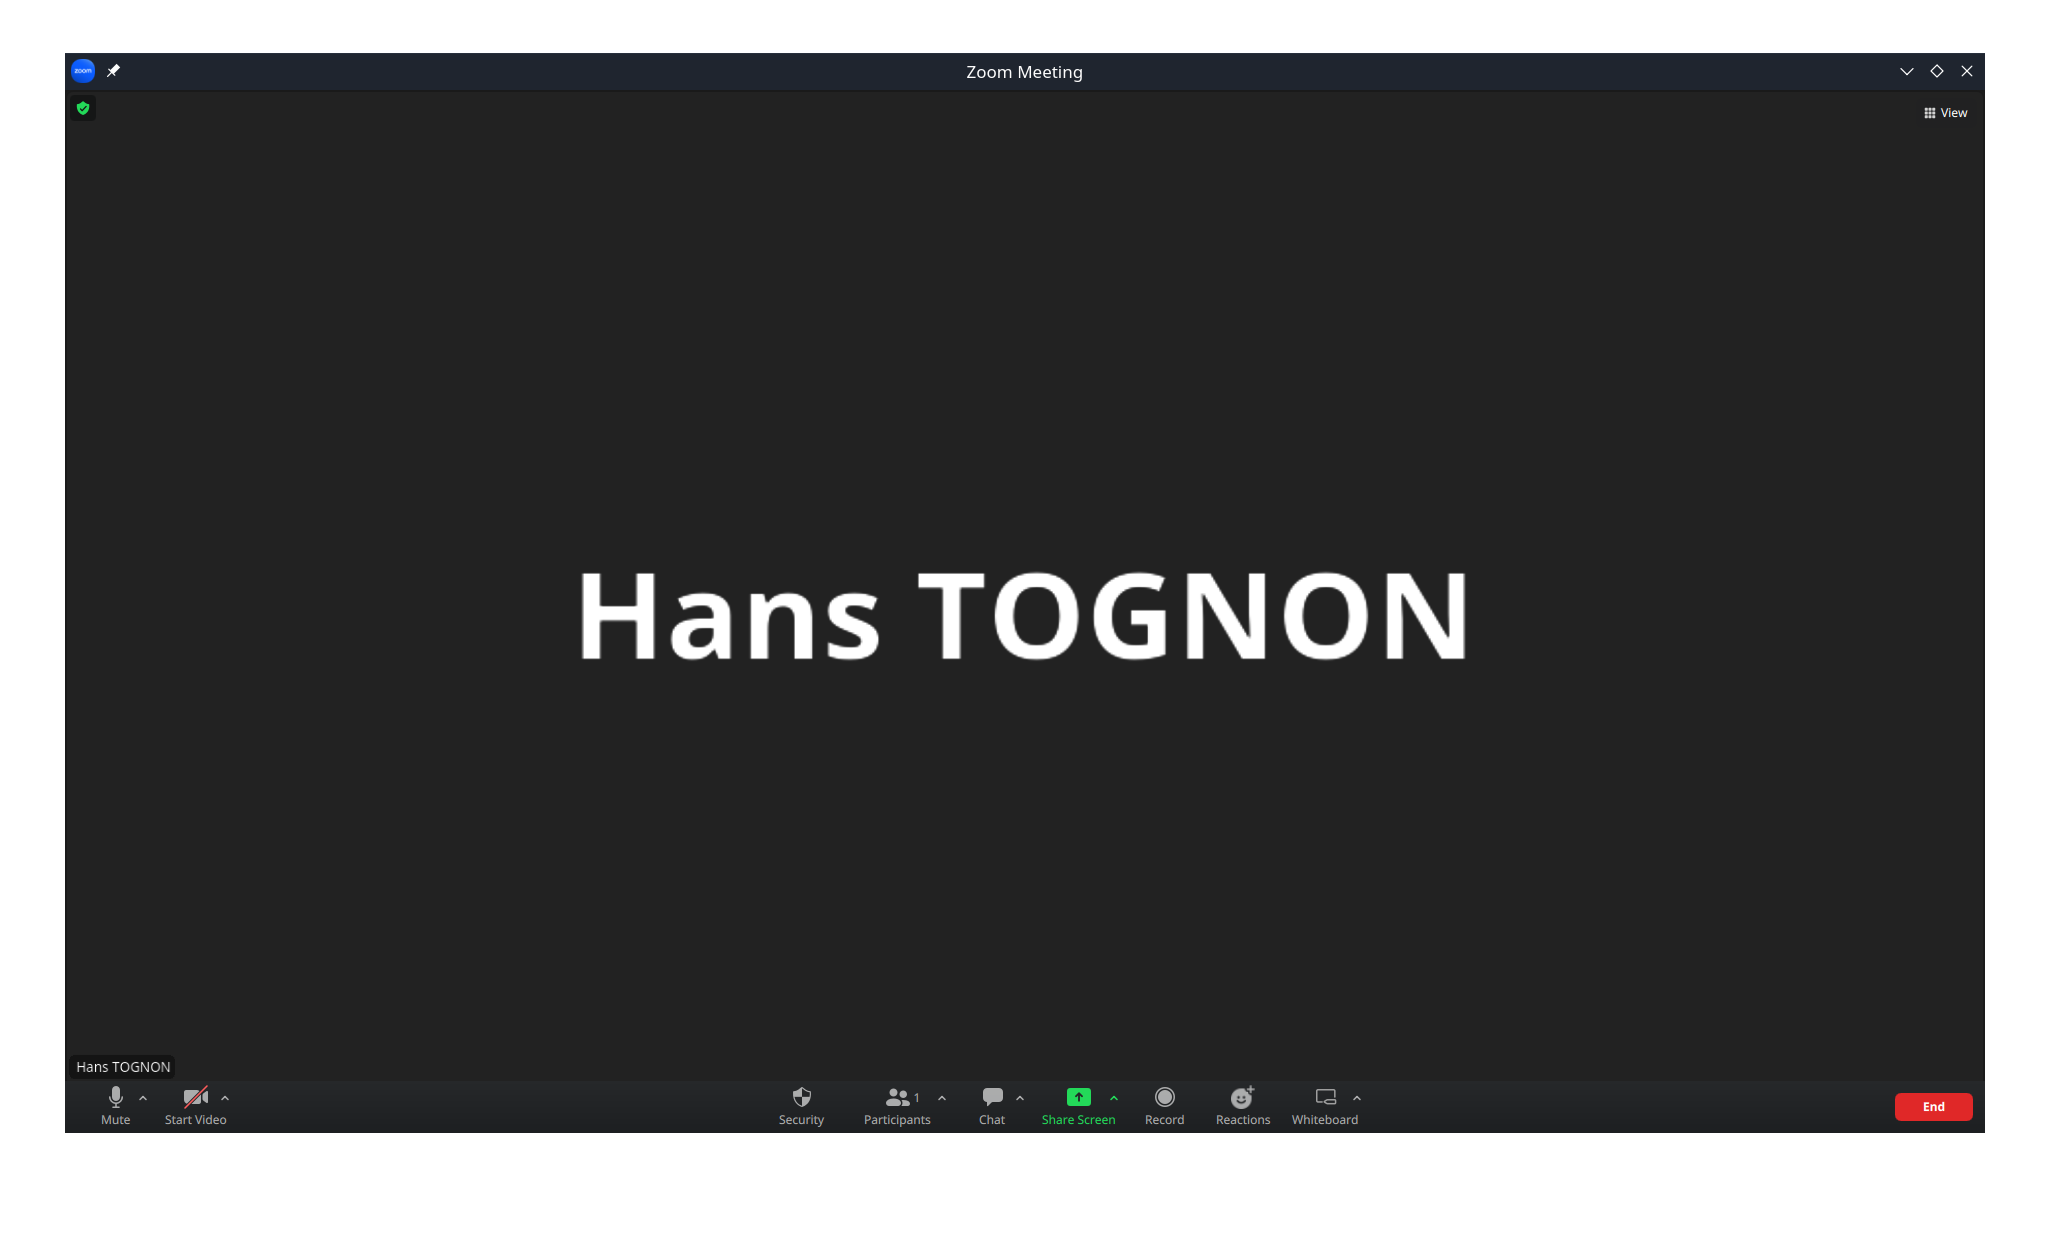 zoom
Zoom Meeting
View
Hans TOGNON
Hans TOGNON
Mute
Start Video
Security
Participants 1
Chat
Share Screen
Record
Reactions
Whiteboard
End